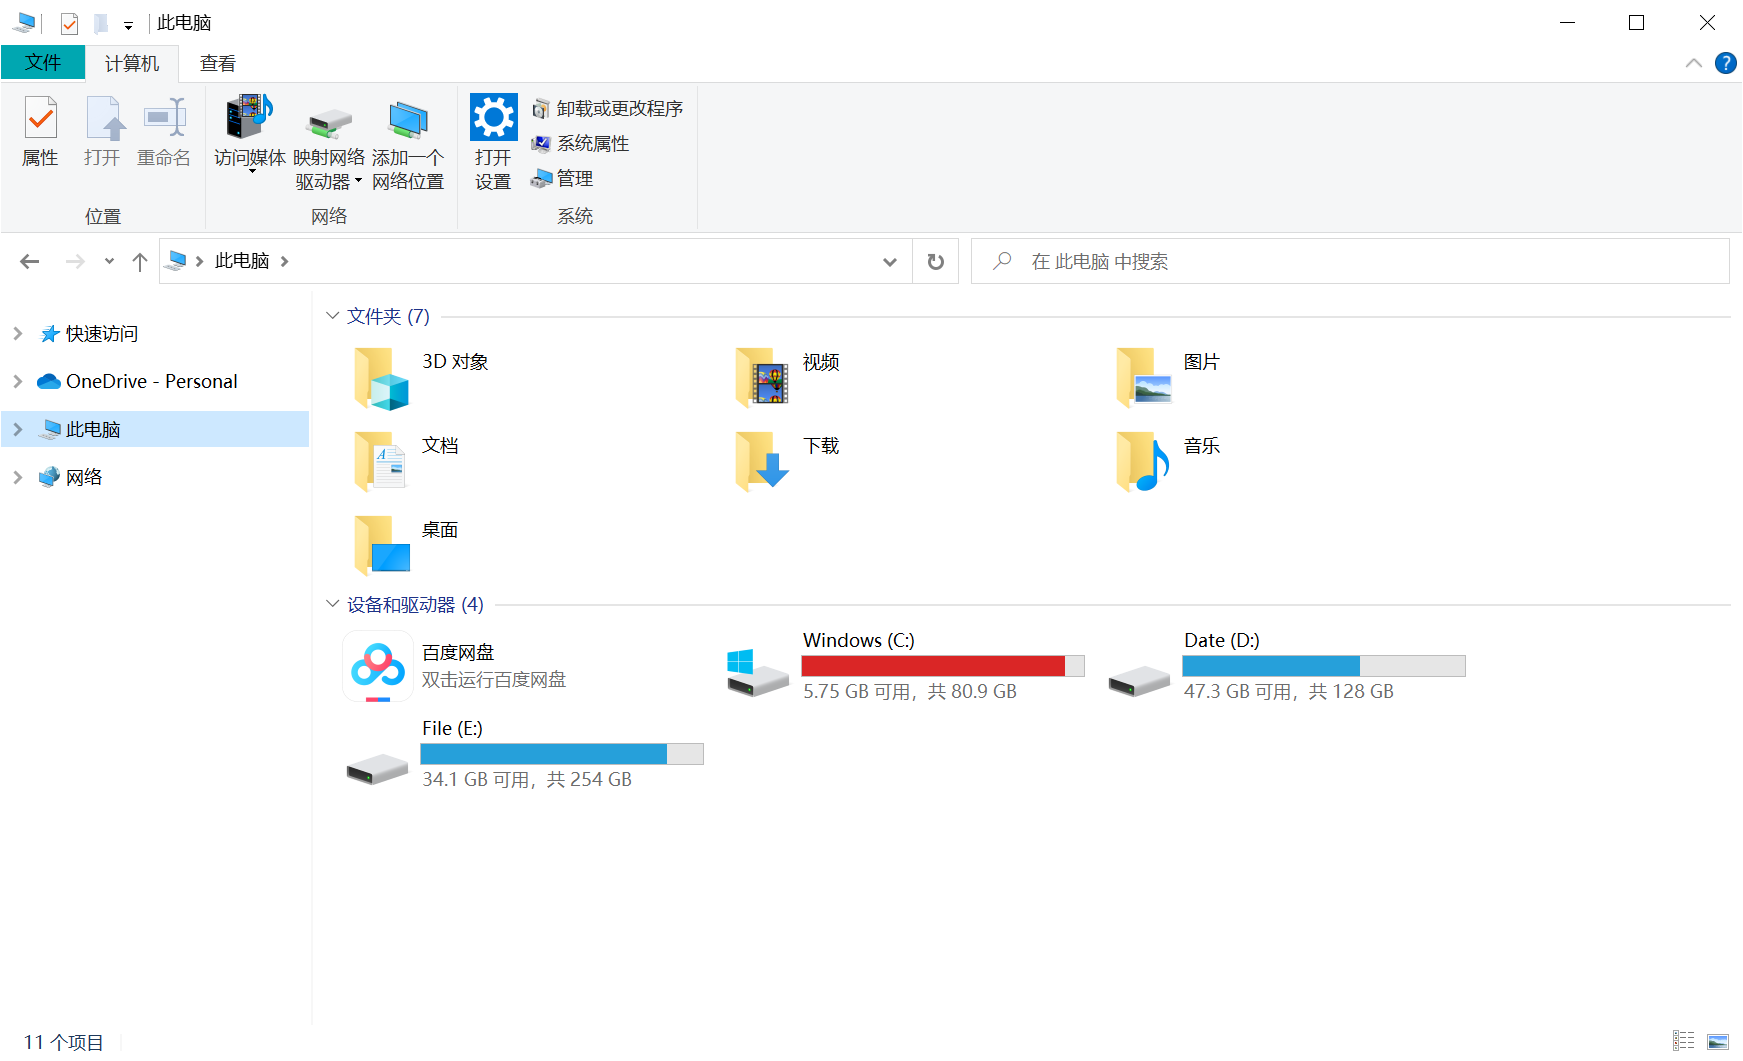 此电脑
文件
计算机
查看
属性
打开
重命名
位置
访问媒体
映射网络
驱动器
添加一个
网络位置
网络
打开
设置
卸载或更改程序
系统属性
管理
系统
此电脑
在 此电脑 中搜索
快速访问
OneDrive - Personal
此电脑
网络
文件夹 (7)
3D 对象
视频
图片
文档
下载
音乐
桌面
设备和驱动器 (4)
百度网盘
双击运行百度网盘
Windows (C:)
5.75 GB 可用，共 80.9 GB
Date (D:)
47.3 GB 可用，共 128 GB
File (E:)
34.1 GB 可用，共 254 GB
11 个项目